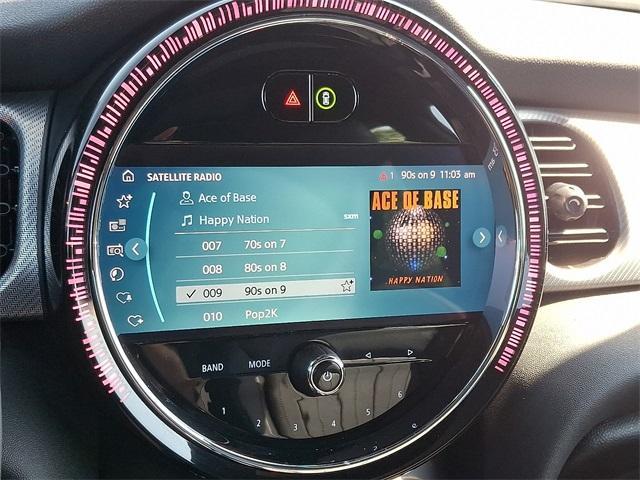 SATELLITE RADIO
1 90s on 9 11:03 am
Ace of Base
Happy Nation
sxm
007 70s on 7
008 80s on 8
009 90s on 9
010 Pop2K
ACE OF BASE
HAPPY NATION
BAND MODE
1 2 3 4 5 6